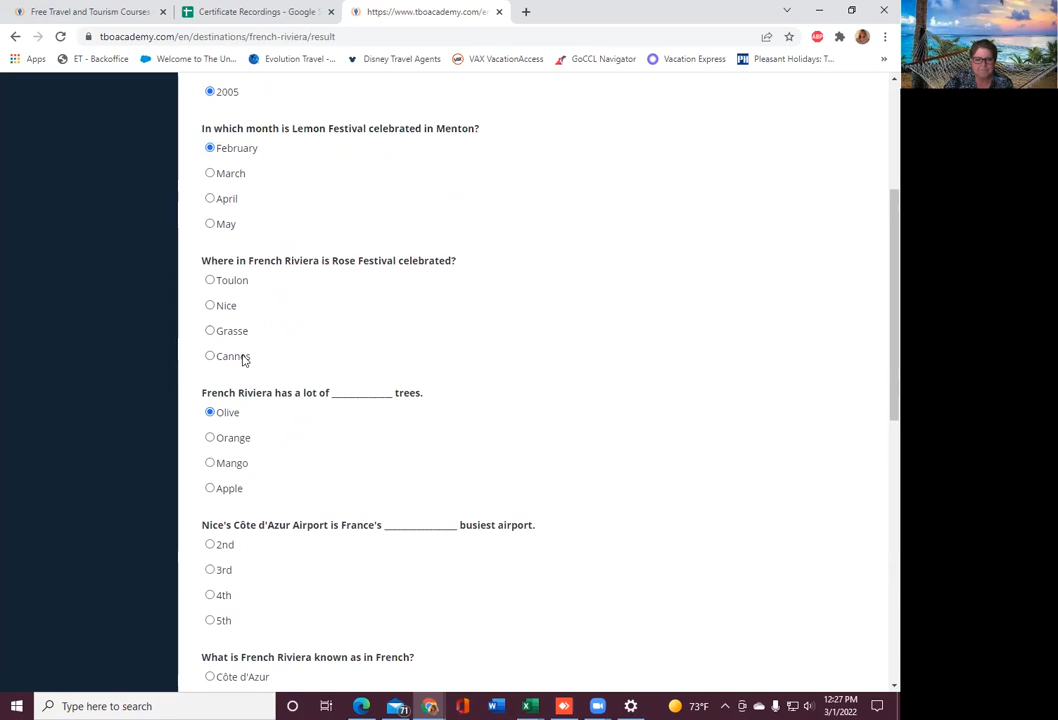 Free Travel and Tourism Courses
Certificate Recordings - Google S
https://www.tboacademy.com/en
tboacademy.com/en/destinations/french-riviera/result
Apps
ET - Backoffice
Welcome to The Un...
Evolution Travel -...
Disney Travel Agents
VAX VacationAccess
GoCCL Navigator
Vacation Express
Pleasant Holidays: T...
2005
In which month is Lemon Festival celebrated in Menton?
February
March
April
May
Where in French Riviera is Rose Festival celebrated?
Toulon
Nice
Grasse
Cannes
French Riviera has a lot of ______________ trees.
Olive
Orange
Mango
Apple
Nice's Côte d'Azur Airport is France's ________________ busiest airport.
2nd
3rd
4th
5th
What is French Riviera known as in French?
Côte d'Azur
Type here to search
71
73°F
12:27 PM
3/1/2022